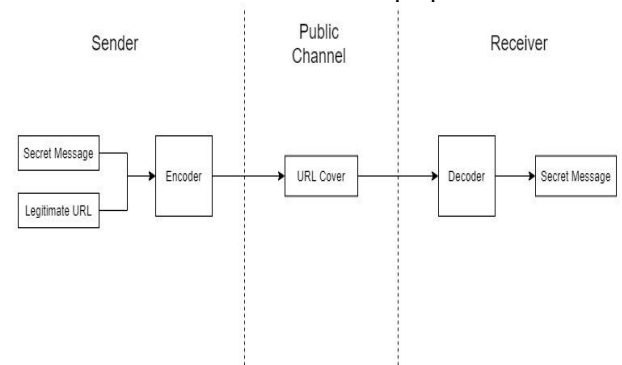 Sender
Public
Channel
Receiver
Secret Message
Legitimate URL
Encoder
URL Cover
Decoder
Secret Message